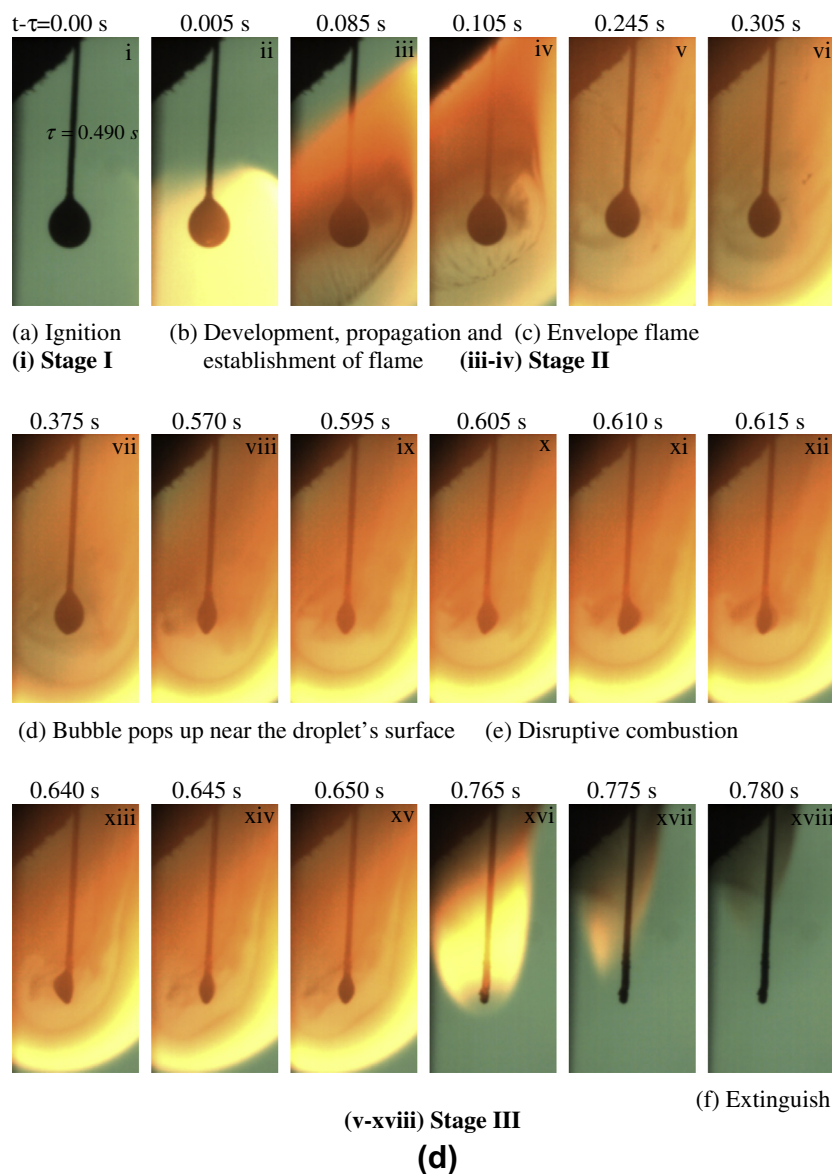 t-τ=0.00 s 0.005 s 0.085 s 0.105 s 0.245 s 0.305 s
i ii iii iv v vi
τ = 0.490 s
(a) Ignition (b) Development, propagation and (c) Envelope flame
(i) Stage I establishment of flame (iii-iv) Stage II
0.375 s 0.570 s 0.595 s 0.605 s 0.610 s 0.615 s
vii viii ix x xi xii
(d) Bubble pops up near the droplet's surface (e) Disruptive combustion
0.640 s 0.645 s 0.650 s 0.765 s 0.775 s 0.780 s
xiii xiv xv xvi xvii xviii
(f) Extinguish
(v-xviii) Stage III
(d)